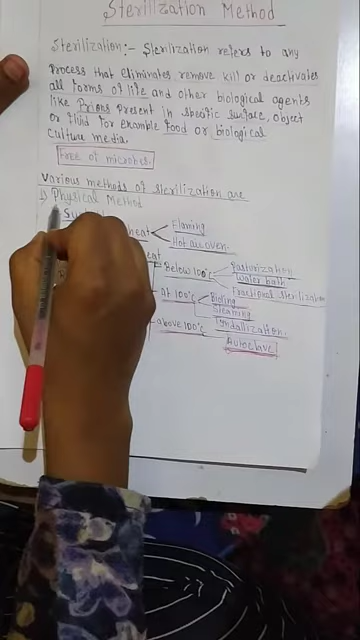 Sterilization Method
Sterilization:- Sterilization refers to any
Process that eliminates remove kill or deactivates
all forms of life and other biological agents
like Prions present in specific surface, object
or fluid for example food or biological
culture media.
Free of microbes.
Various methods of sterilization are
1) Physical Method
heat
Flaming
Hot air oven.
heat
Below 100°c
Pasturization
Water bath
Fractional sterilization
At 100°c
Boiling
Steaming
Tyndallization.
above 100°c
Autoclave